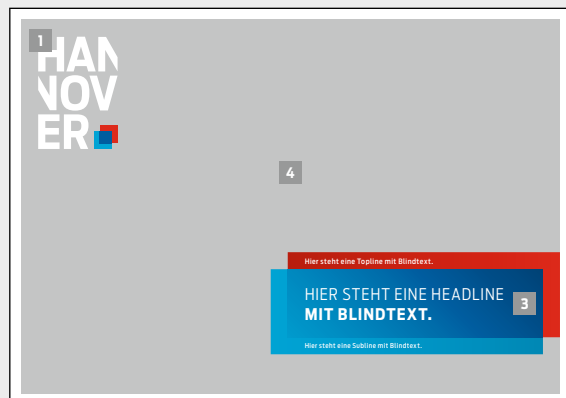 1
HAN
NOV
ER
4
Hier steht eine Topline mit Blindtext.
HIER STEHT EINE HEADLINE
3
MIT BLINDTEXT.
Hier steht eine Subline mit Blindtext.